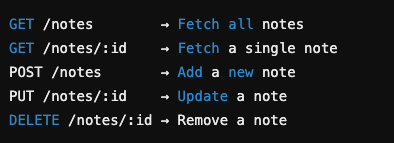 GET /notes → Fetch all notes
GET /notes/:id → Fetch a single note
POST /notes → Add a new note
PUT /notes/:id → Update a note
DELETE /notes/:id → Remove a note